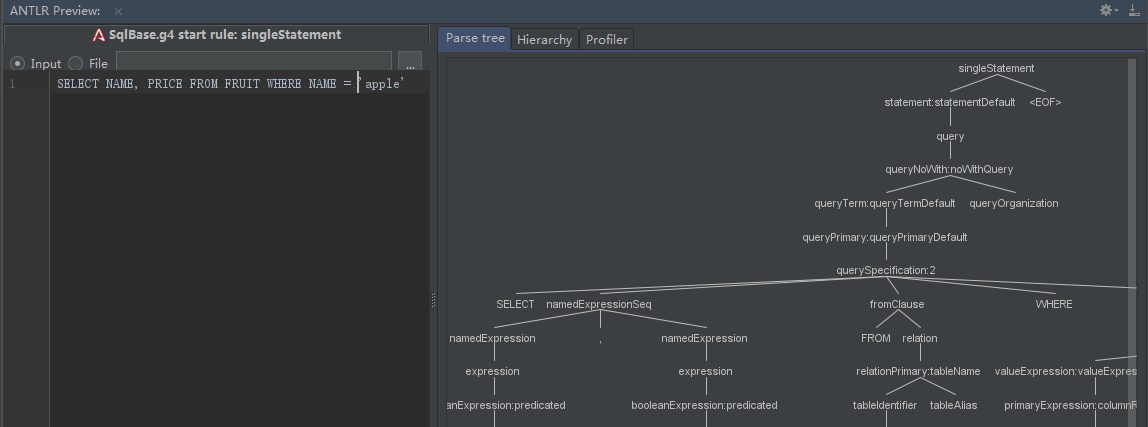 ANTLR Preview:
SqlBase.g4 start rule: singleStatement
Input File ...
1 SELECT NAME, PRICE FROM FRUIT WHERE NAME = 'apple'
Parse tree Hierarchy Profiler
singleStatement
statement:statementDefault <EOF>
query
queryNoWith:noWithQuery
queryTerm:queryTermDefault queryOrganization
queryPrimary:queryPrimaryDefault
querySpecification:2
SELECT namedExpressionSeq fromClause WHERE
namedExpression , namedExpression FROM relation
expression expression relationPrimary:tableName valueExpression:valueExpres
anExpression:predicated booleanExpression:predicated tableIdentifier tableAlias primaryExpression:columnR